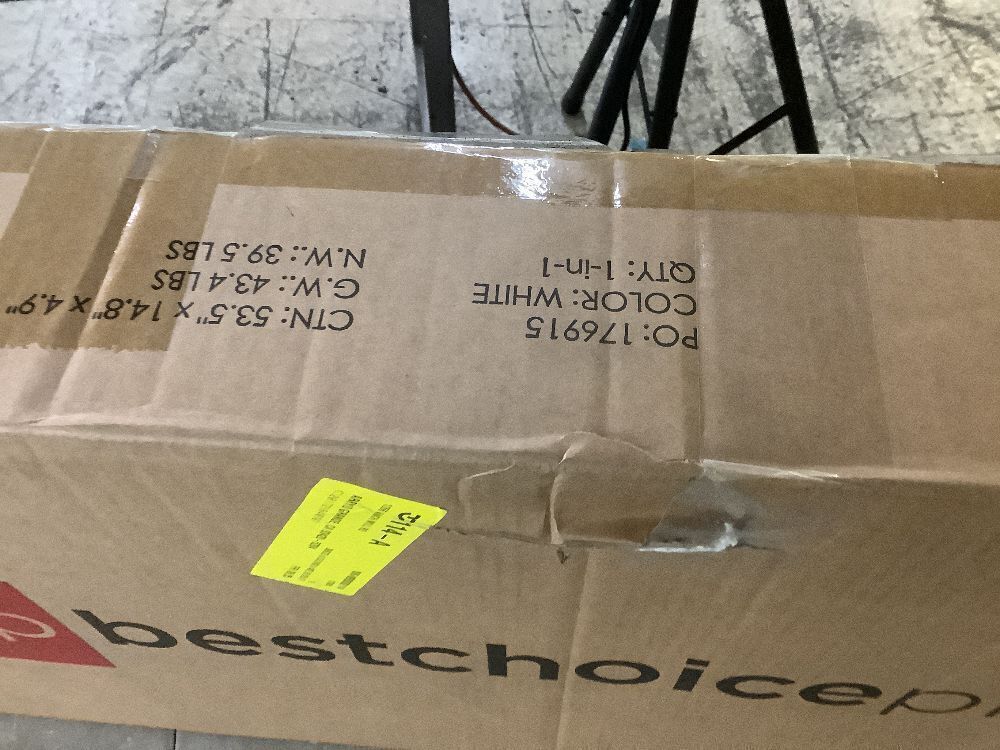 PO: 176915
COLOR: WHITE
QTY: 1-in-1
CTN: 53.5" x 14.8" x 4.9"
G.W.: 43.4 LBS
N.W.: 39.5 LBS
bestchoicep